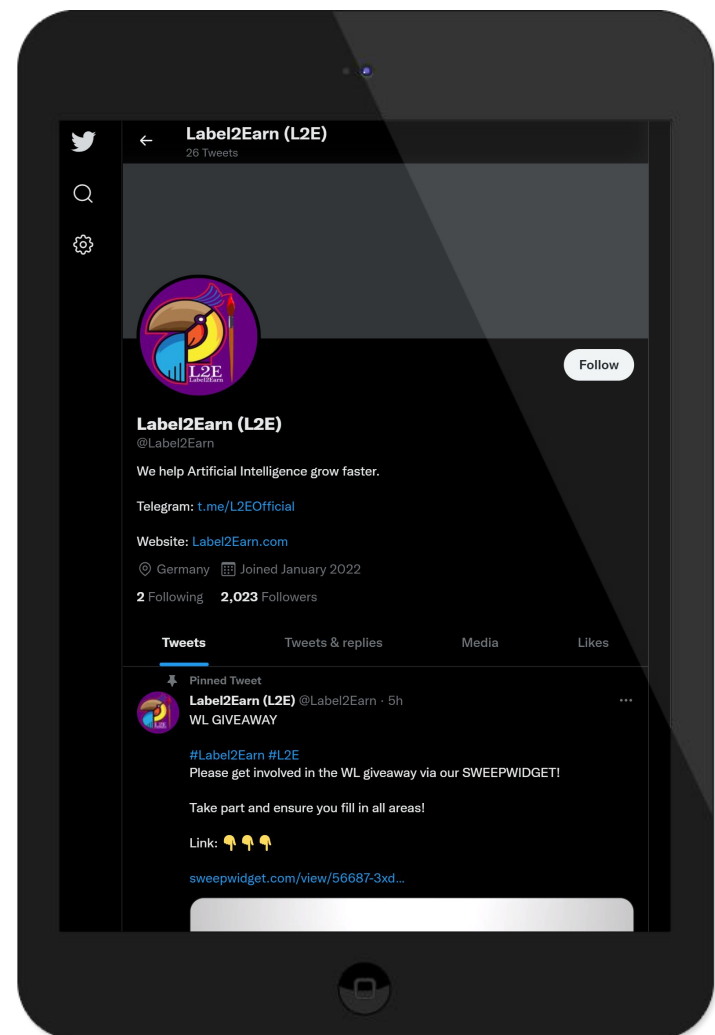 Label2Earn (L2E)
26 Tweets
L2E
Label2Earn
Follow
Label2Earn (L2E)
@Label2Earn
We help Artificial Intelligence grow faster.
Telegram: t.me/L2EOfficial
Website: Label2Earn.com
Germany Joined January 2022
2 Following 2,023 Followers
Tweets Tweets & replies Media Likes
Pinned Tweet
Label2Earn (L2E) @Label2Earn · 5h
WL GIVEAWAY
#Label2Earn #L2E
Please get involved in the WL giveaway via our SWEEPWIDGET!
Take part and ensure you fill in all areas!
Link: 👇👇👇
sweepwidget.com/view/56687-3xd...